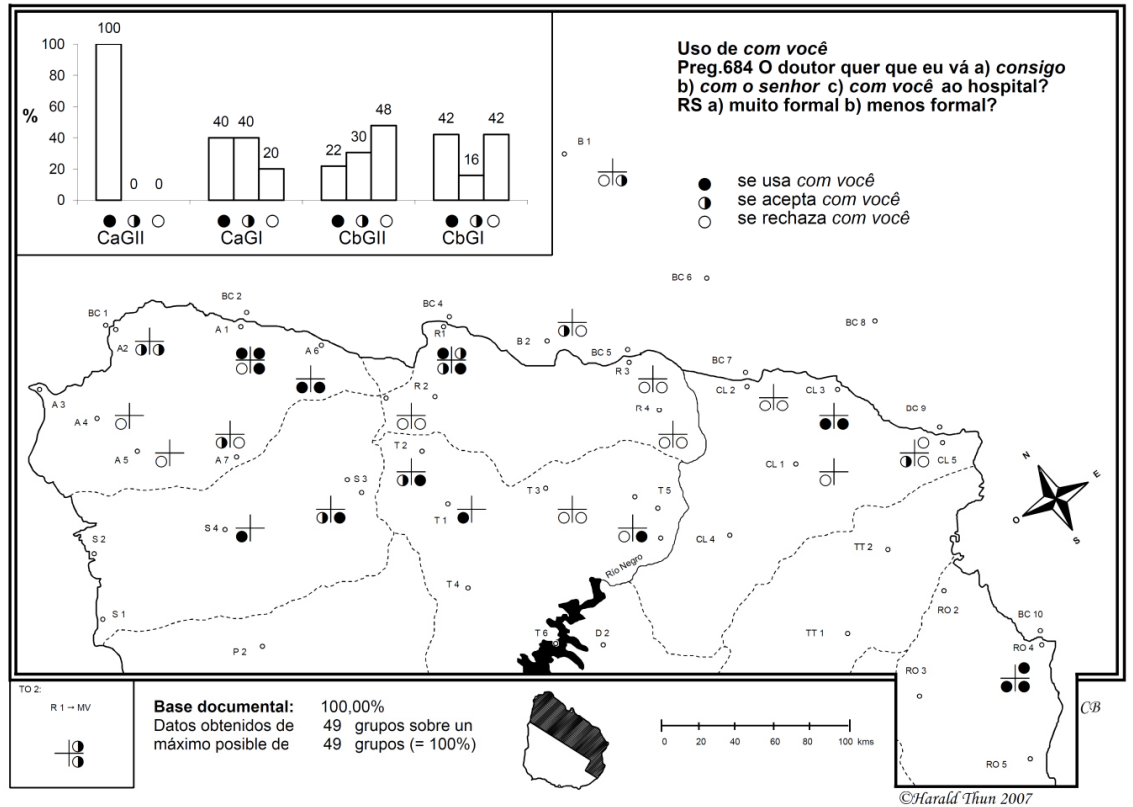 Uso de com você
Preg.684 O doutor quer que eu vá a) consigo
b) com o senhor c) com você ao hospital?
RS a) muito formal b) menos formal?
se usa com você
se acepta com você
se rechaza com você
%
100
80
60
40
20
0
100
0
0
40
40
20
22
30
48
42
16
42
CaGII
CaGI
CbGII
CbGI
B 1
BC 6
BC 1
BC 2
BC 4
BC 8
A2
A 1
A 6
R1
B 2
BC 5
R 3
BC 7
CL 2
CL 3
A 3
R 2
A 4
R 4
BC 9
A 5
A 7
T 2
CL 1
CL 5
S 3
T 3
T 5
T 1
S 4
S 2
CL 4
TT 2
Rio Negro
T 4
RO 2
S 1
BC 10
T 6
D 2
TT 1
P 2
RO 4
RO 3
RO 5
N
E
O
S
TO 2:
R 1 → MV
Base documental: 100,00%
Datos obtenidos de 49 grupos sobre un
máximo posible de 49 grupos (= 100%)
0 20 40 60 80 100 kms
CB
©Harald Thun 2007